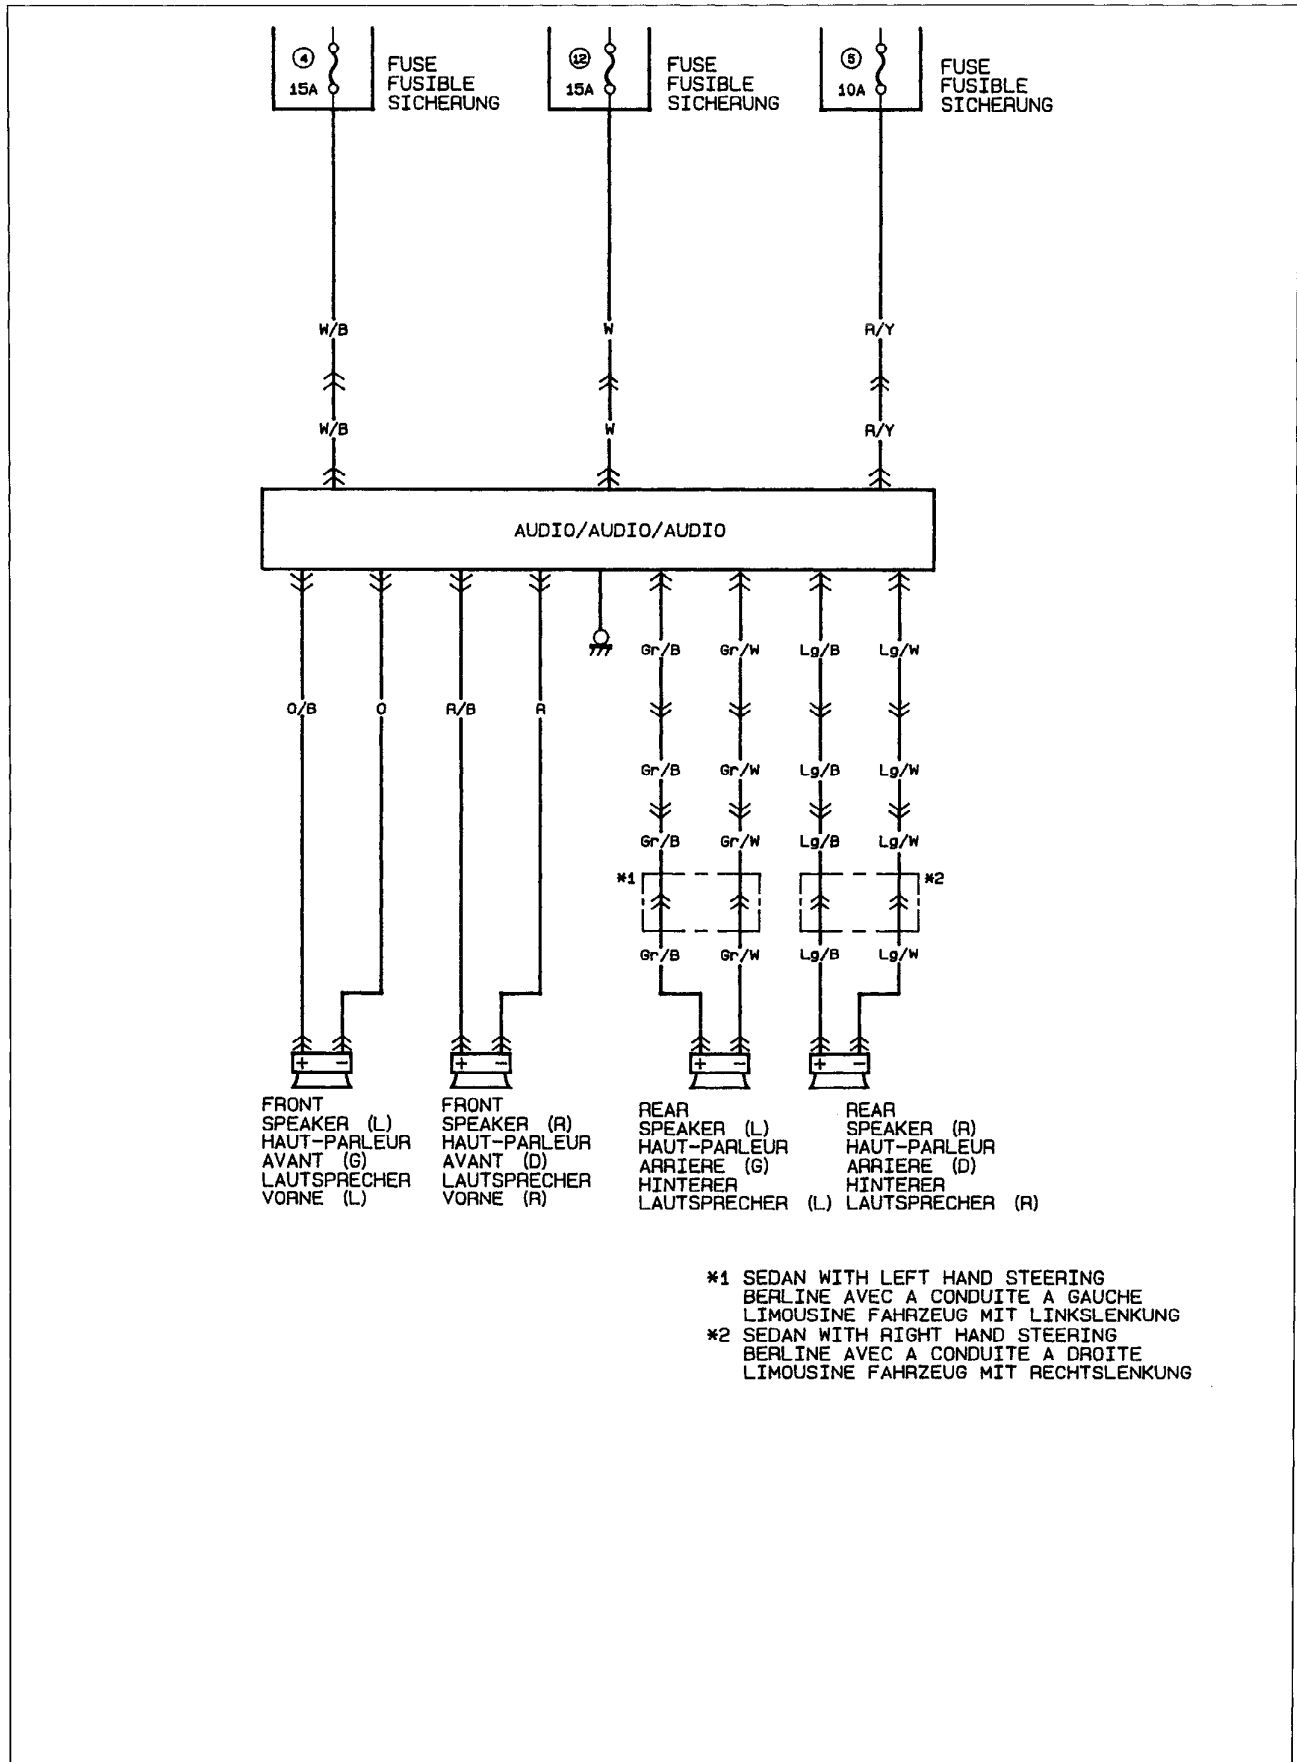 4
15A
FUSE
FUSIBLE
SICHERUNG
12
15A
FUSE
FUSIBLE
SICHERUNG
5
10A
FUSE
FUSIBLE
SICHERUNG
W/B
W
R/Y
W/B
W
R/Y
AUDIO/AUDIO/AUDIO
Gr/B
Gr/W
Lg/B
Lg/W
O/B
O
R/B
R
Gr/B
Gr/W
Lg/B
Lg/W
Gr/B
Gr/W
Lg/B
Lg/W
*1
*2
Gr/B
Gr/W
Lg/B
Lg/W
+ −
+ −
+ −
+ −
FRONT
SPEAKER (L)
HAUT-PARLEUR
AVANT (G)
LAUTSPRECHER
VORNE (L)
FRONT
SPEAKER (R)
HAUT-PARLEUR
AVANT (D)
LAUTSPRECHER
VORNE (R)
REAR
SPEAKER (L)
HAUT-PARLEUR
ARRIERE (G)
HINTERER
LAUTSPRECHER (L)
REAR
SPEAKER (R)
HAUT-PARLEUR
ARRIERE (D)
HINTERER
LAUTSPRECHER (R)
*1 SEDAN WITH LEFT HAND STEERING
BERLINE AVEC A CONDUITE A GAUCHE
LIMOUSINE FAHRZEUG MIT LINKSLENKUNG
*2 SEDAN WITH RIGHT HAND STEERING
BERLINE AVEC A CONDUITE A DROITE
LIMOUSINE FAHRZEUG MIT RECHTSLENKUNG